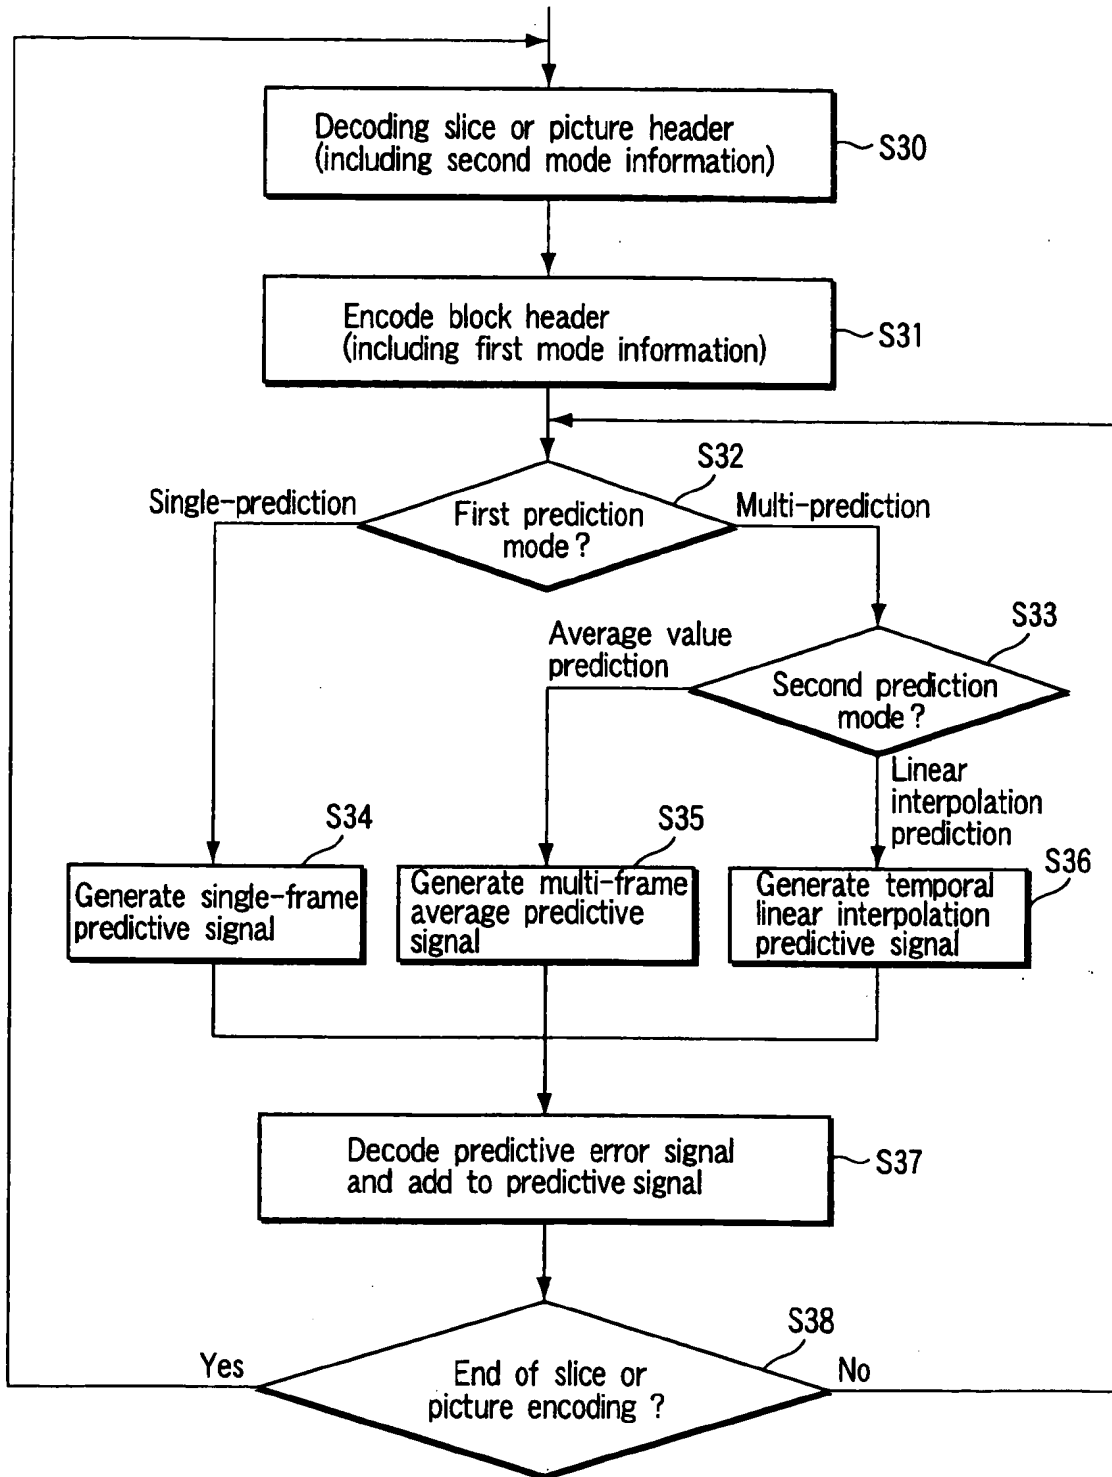 Decoding slice or picture header
(including second mode information)
S30
Encode block header
(including first mode information)
S31
S32
Single-prediction
Multi-prediction
First prediction
mode?
S33
Average value
prediction
Second prediction
mode?
Linear
interpolation
prediction
S34
S35
S36
Generate single-frame
predictive signal
Generate multi-frame
average predictive
signal
Generate temporal
linear interpolation
predictive signal
Decode predictive error signal
and add to predictive signal
S37
S38
Yes
No
End of slice or
picture encoding ?